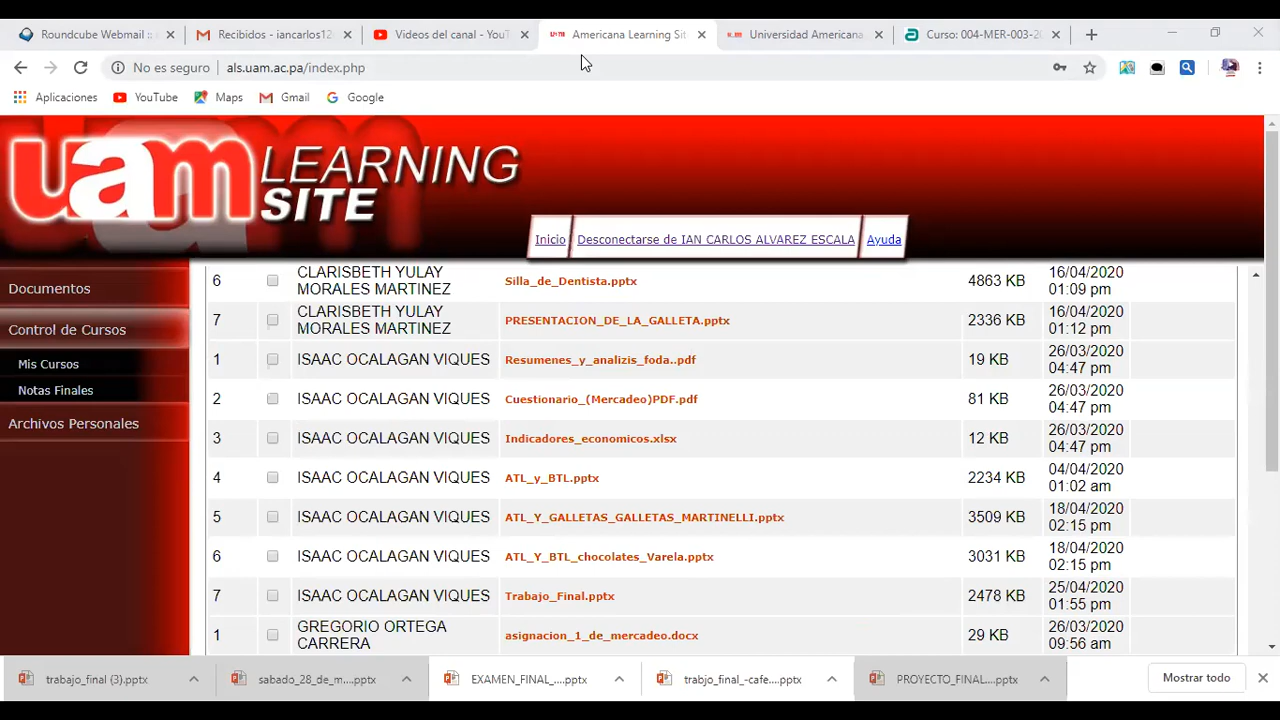 Roundcube Webmail ::
Recibidos - iancarlos12
Videos del canal - YouT
Americana Learning Sit
Universidad Americana
Curso: 004-MER-003-20
No es seguro
als.uam.ac.pa/index.php
Aplicaciones
YouTube
Maps
Gmail
Google
uam LEARNING
SITE
Inicio
Desconectarse de IAN CARLOS ALVAREZ ESCALA
Ayuda
Documentos
Control de Cursos
Mis Cursos
Notas Finales
Archivos Personales
6 CLARISBETH YULAY MORALES MARTINEZ Silla_de_Dentista.pptx 4863 KB 16/04/2020 01:09 pm
7 CLARISBETH YULAY MORALES MARTINEZ PRESENTACION_DE_LA_GALLETA.pptx 2336 KB 16/04/2020 01:12 pm
1 ISAAC OCALAGAN VIQUES Resumenes_y_analizis_foda..pdf 19 KB 26/03/2020 04:47 pm
2 ISAAC OCALAGAN VIQUES Cuestionario_(Mercadeo)PDF.pdf 81 KB 26/03/2020 04:47 pm
3 ISAAC OCALAGAN VIQUES Indicadores_economicos.xlsx 12 KB 26/03/2020 04:47 pm
4 ISAAC OCALAGAN VIQUES ATL_y_BTL.pptx 2234 KB 04/04/2020 01:02 am
5 ISAAC OCALAGAN VIQUES ATL_Y_GALLETAS_GALLETAS_MARTINELLI.pptx 3509 KB 18/04/2020 02:15 pm
6 ISAAC OCALAGAN VIQUES ATL_Y_BTL_chocolates_Varela.pptx 3031 KB 18/04/2020 02:15 pm
7 ISAAC OCALAGAN VIQUES Trabajo_Final.pptx 2478 KB 25/04/2020 01:55 pm
1 GREGORIO ORTEGA CARRERA asignacion_1_de_mercadeo.docx 29 KB 26/03/2020 09:56 am
trabajo_final (3).pptx
sabado_28_de_m....pptx
EXAMEN_FINAL_....pptx
trabjo_final_-cafe....pptx
PROYECTO_FINAL....pptx
Mostrar todo